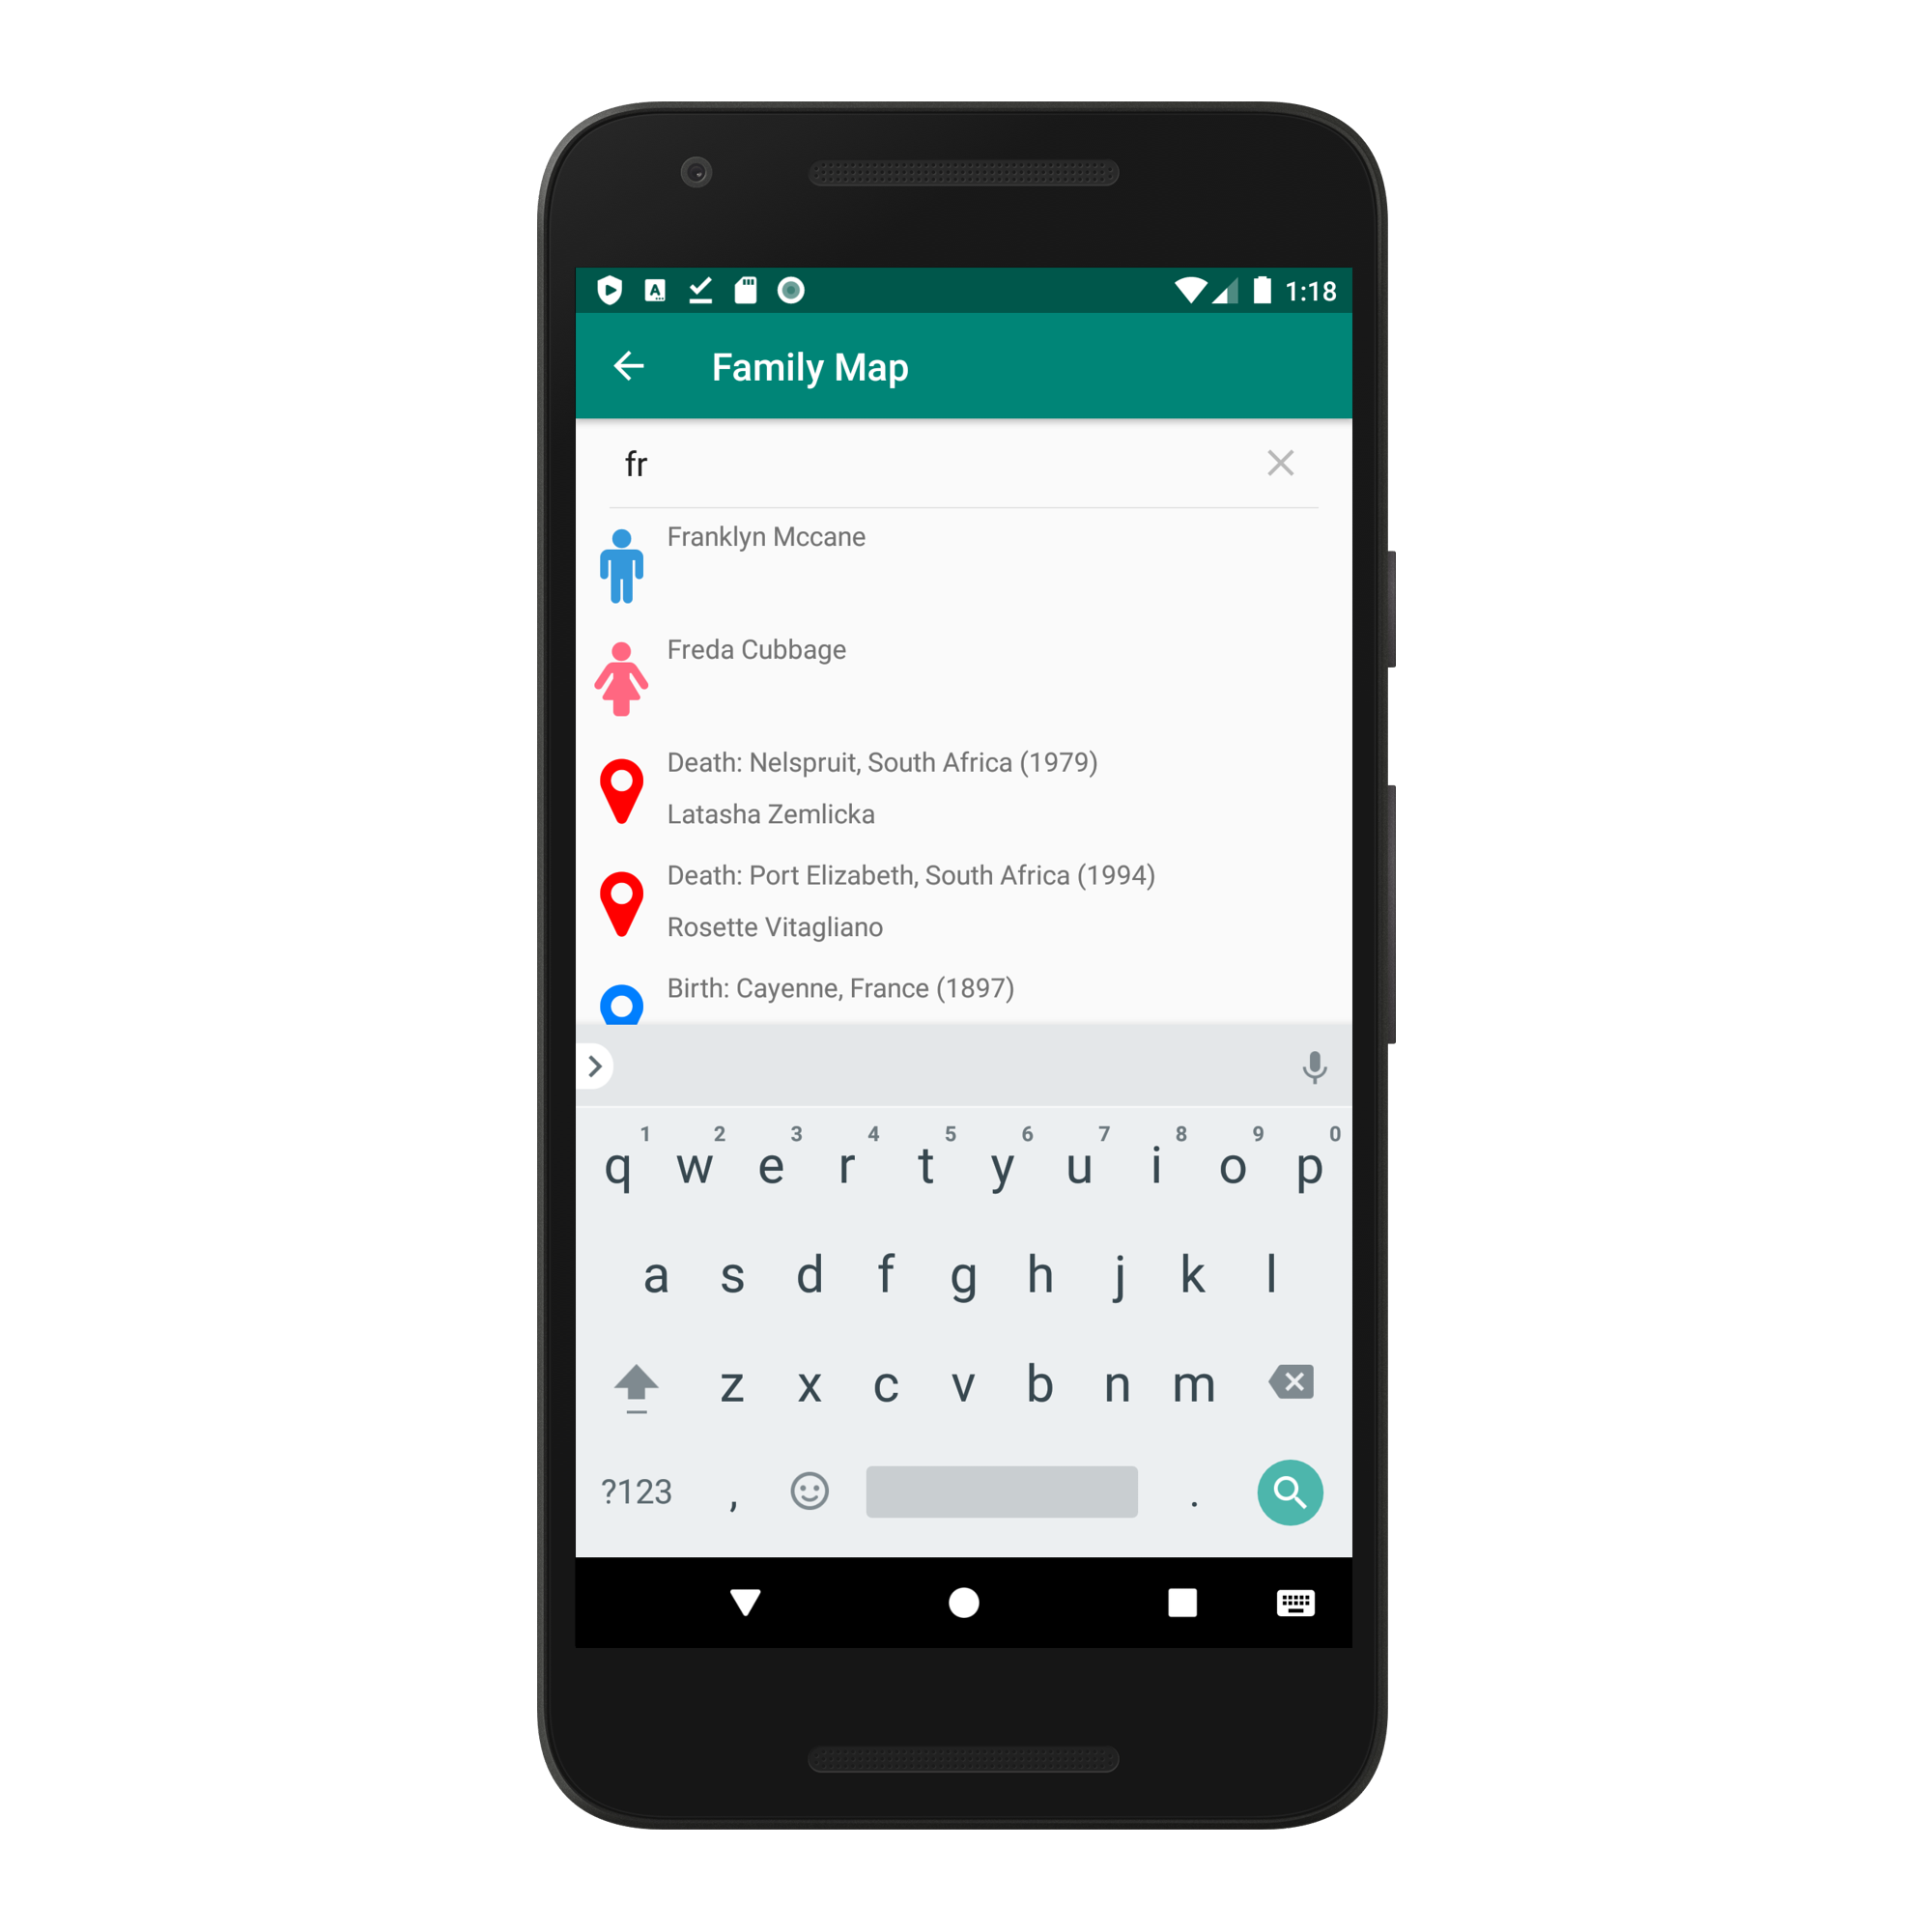 1:18
Family Map
fr
Franklyn Mccane
Freda Cubbage
Death: Nelspruit, South Africa (1979)
Latasha Zemlicka
Death: Port Elizabeth, South Africa (1994)
Rosette Vitagliano
Birth: Cayenne, France (1897)
1 2 3 4 5 6 7 8 9 0
q w e r t y u i o p
a s d f g h j k l
z x c v b n m
?123 , .